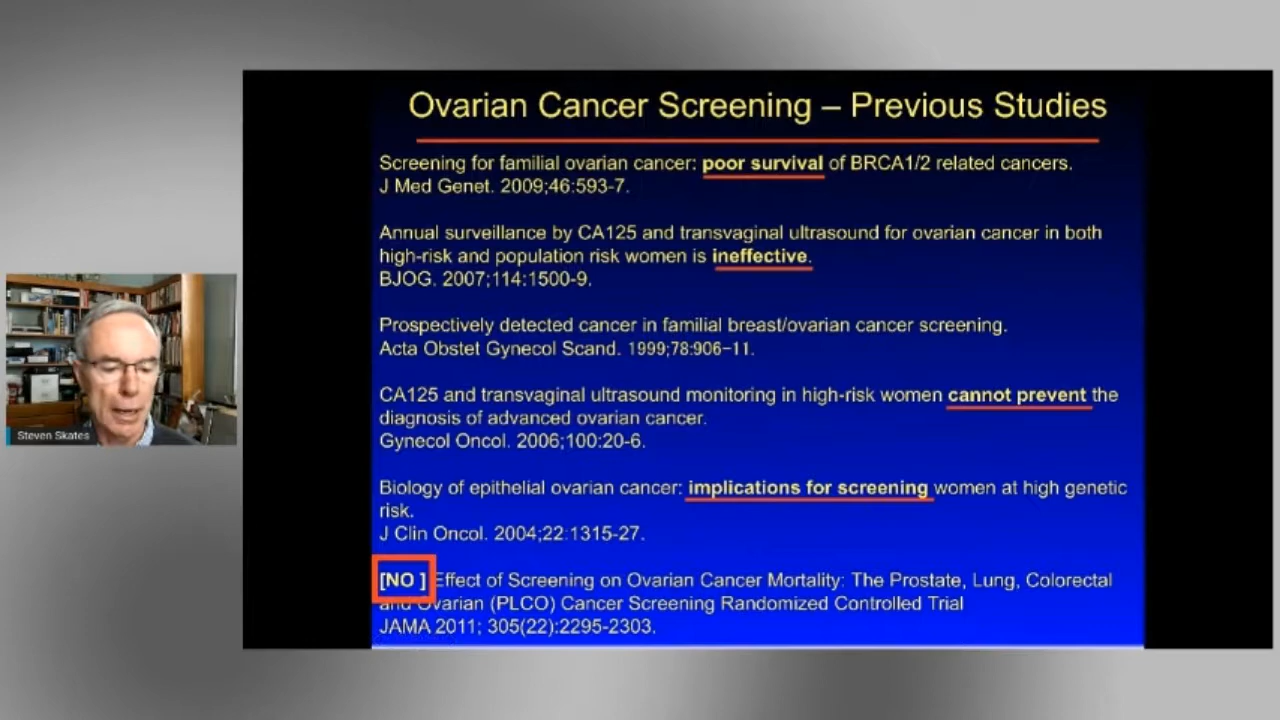 Ovarian Cancer Screening – Previous Studies
Screening for familial ovarian cancer: poor survival of BRCA1/2 related cancers.
J Med Genet. 2009;46:593-7.
Annual surveillance by CA125 and transvaginal ultrasound for ovarian cancer in both
high-risk and population risk women is ineffective.
BJOG. 2007;114:1500-9.
Prospectively detected cancer in familial breast/ovarian cancer screening.
Acta Obstet Gynecol Scand. 1999;78:906−11.
CA125 and transvaginal ultrasound monitoring in high-risk women cannot prevent the
diagnosis of advanced ovarian cancer.
Gynecol Oncol. 2006;100:20-6.
Biology of epithelial ovarian cancer: implications for screening women at high genetic
risk.
J Clin Oncol. 2004;22:1315-27.
[NO ] Effect of Screening on Ovarian Cancer Mortality: The Prostate, Lung, Colorectal
and Ovarian (PLCO) Cancer Screening Randomized Controlled Trial
JAMA 2011; 305(22):2295-2303.
Steven Skates